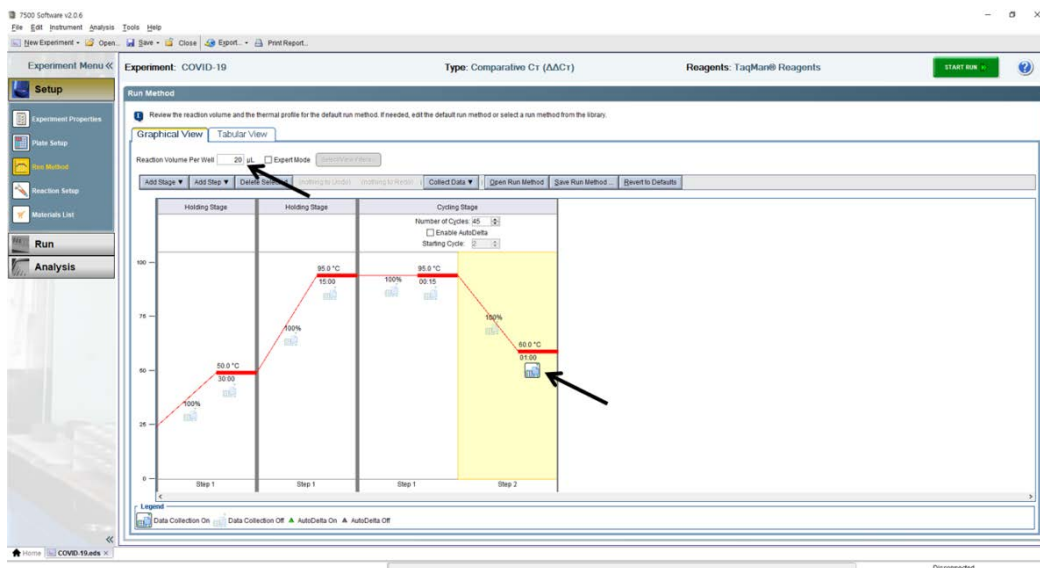 7500 Software v2.0.6
File Edit Instrument Analysis Tools Help
New Experiment Open... Save Close Export... Print Report...
Experiment Menu «
Experiment: COVID-19 Type: Comparative CT (ΔΔCT) Reagents: TaqMan® Reagents START RUN
Setup
Run Method
Review the reaction volume and the thermal profile for the default run method. If needed, edit the default run method or select a run method from the library.
Experiment Properties
Graphical View Tabular View
Plate Setup
Reaction Volume Per Well 20 µL Expert Mode
Run Method
Add Stage ▼ Add Step ▼ Delete Selected Collected Data ▼ Open Run Method Save Run Method... Revert to Defaults
Reaction Setup
Holding Stage Holding Stage Cycling Stage
Materials List
Number of Cycles: 45
Enable AutoDelta
Starting Cycle: 2
Run
Analysis
100
95.0 °C 95.0 °C
15:00 100% 00:15
75
100% 100%
60.0 °C
01:00
50.0 °C
50
30:00
100%
25
0
Step 1 Step 1 Step 1 Step 2
Legend
Data Collection On Data Collection Off AutoDelta On AutoDelta Off
«
Home COVID-19.eds ×
Disconnected